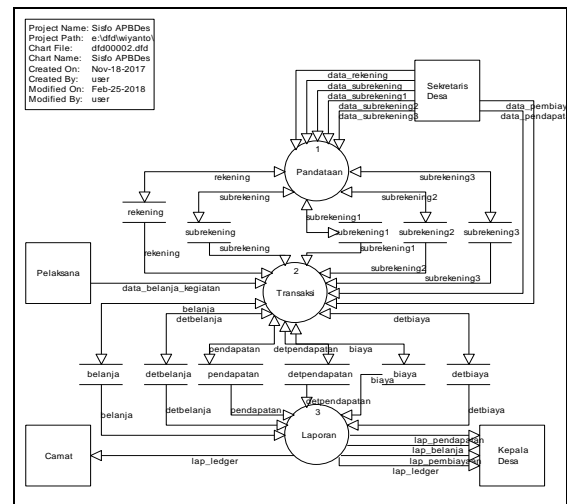 Project Name: Sisfo APBDes
Project Path: e:\dfd\wiyanto\
Chart File: dfd00002.dfd
Chart Name: Sisfo APBDes
Created On: Nov-18-2017
Created By: user
Modified On: Feb-25-2018
Modified By: user
Sekretaris
Desa
data_rekening
data_subrekening
data_subrekening1
data_subrekening2
data_subrekening3
1
Pandataan
rekening
subrekening
subrekening1
subrekening2
subrekening3
rekening
subrekening
subrekening1
subrekening2
subrekening3
rekening
subrekening
subrekening1
subrekening2
subrekening3
Pelaksana
data_belanja_kegiatan
2
Transaksi
belanja
detbelanja
pendapatan
detpendapatan
biaya
detbiaya
belanja
detbelanja
pendapatan
detpendapatan
biaya
detbiaya
belanja
detbelanja
pendapatan
detpendapatan
biaya
detbiaya
3
Laporan
Camat
lap_ledger
lap_pendapatan
lap_belanja
lap_pembiayaan
lap_ledger
Kepala
Desa